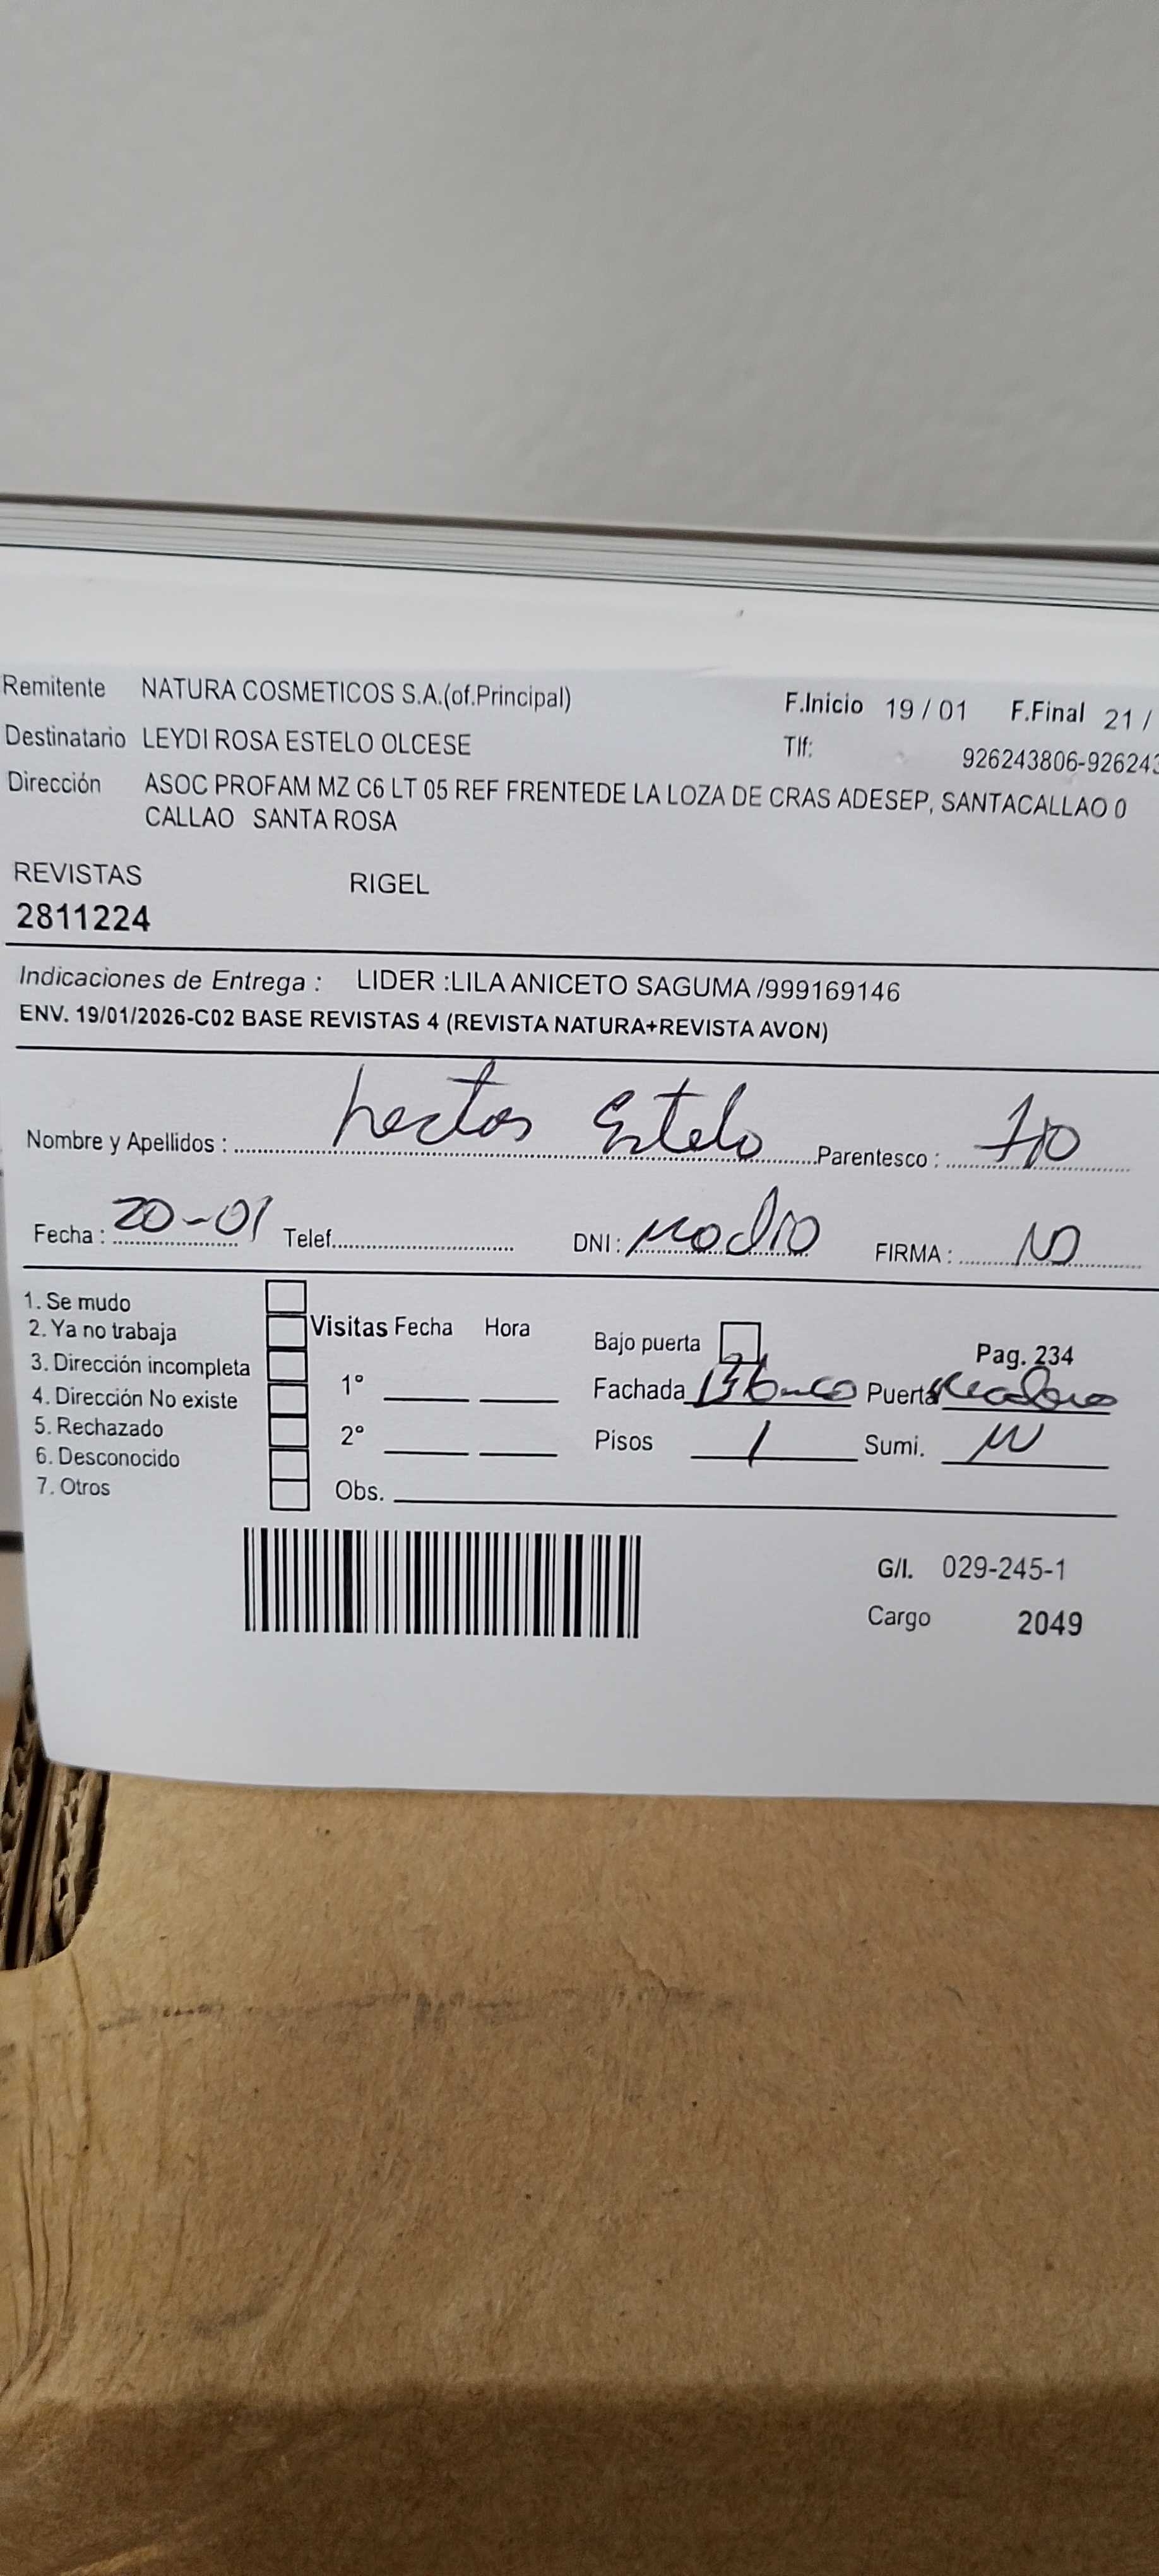 Remitente NATURA COSMETICOS S.A.(of.Principal) F.Inicio 19 / 01 F.Final 21 /
Destinatario LEYDI ROSA ESTELO OLCESE Tlf: 926243806-926243
Dirección ASOC PROFAM MZ C6 LT 05 REF FRENTEDE LA LOZA DE CRAS ADESEP, SANTACALLAO 0
CALLAO SANTA ROSA
REVISTAS RIGEL
2811224
Indicaciones de Entrega : LIDER :LILA ANICETO SAGUMA /999169146
ENV. 19/01/2026-C02 BASE REVISTAS 4 (REVISTA NATURA+REVISTA AVON)
Nombre y Apellidos : hector Estelo Parentesco :
Fecha : 20-01 Telef. DNI : no dio FIRMA :
1. Se mudo
2. Ya no trabaja
3. Dirección incompleta
4. Dirección No existe
5. Rechazado
6. Desconocido
7. Otros
Visitas Fecha Hora
1°
2°
Obs.
Bajo puerta Pag. 234
Fachada Blanco Puerta
Pisos 1 Sumi.
G/I. 029-245-1
Cargo 2049